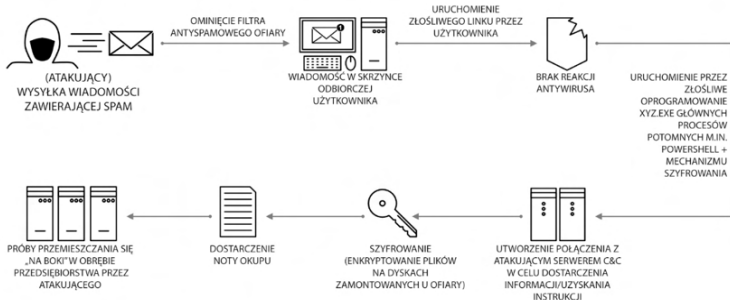 (ATAKUJĄCY)
WYSYŁKA WIADOMOŚCI
ZAWIERAJĄCEJ SPAM
OMINIĘCIE FILTRA
ANTYSPAMOWEGO OFIARY
1
WIADOMOŚĆ W SKRZYNCE
ODBIORCZEJ
UŻYTKOWNIKA
URUCHOMIENIE
ZŁOŚLIWEGO LINKU PRZEZ
UŻYTKOWNIKA
BRAK REAKCJI
ANTYWIRUSA
URUCHOMIENIE PRZEZ
ZŁOŚLIWE
OPROGRAMOWANIE
XYZ.EXE GŁÓWNYCH
PROCESÓW
POTOMNYCH M.IN.
POWERSHELL +
MECHANIZMU
SZYFROWANIA
UTWORZENIE POŁĄCZENIA Z
ATAKUJĄCYM SERWEREM C&C
W CELU DOSTARCZENIA
INFORMACJI/UZYSKANIA
INSTRUKCJI
SZYFROWANIE
(ENKRYPTOWANIE PLIKÓW
NA DYSKACH
ZAMONTOWANYCH U OFIARY)
DOSTARCZENIE
NOTY OKUPU
PRÓBY PRZEMIESZCZANIA SIĘ
„NA BOKI” W OBRĘBIE
PRZEDSIĘBIORSTWA PRZEZ
ATAKUJĄCEGO